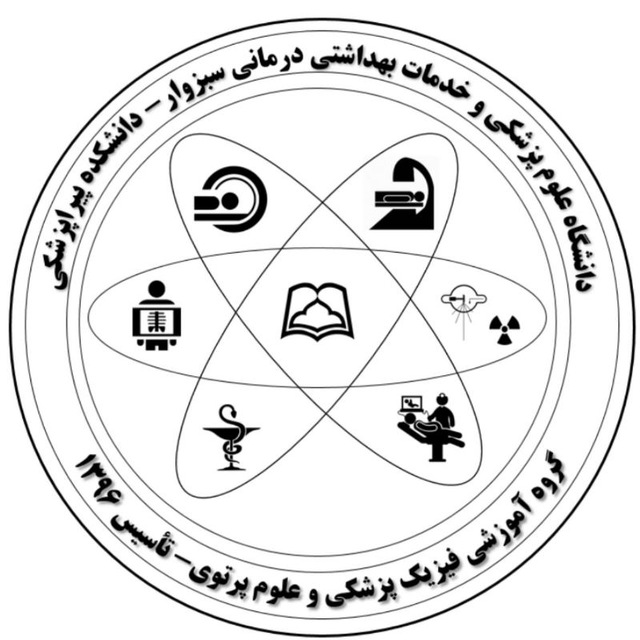 دانشگاه علوم پزشکی و خدمات بهداشتی درمانی سبزوار - دانشکده پیراپزشکی
گروه آموزشی فیزیک پزشکی و علوم پرتوی - تأسیس ۱۳۹۶